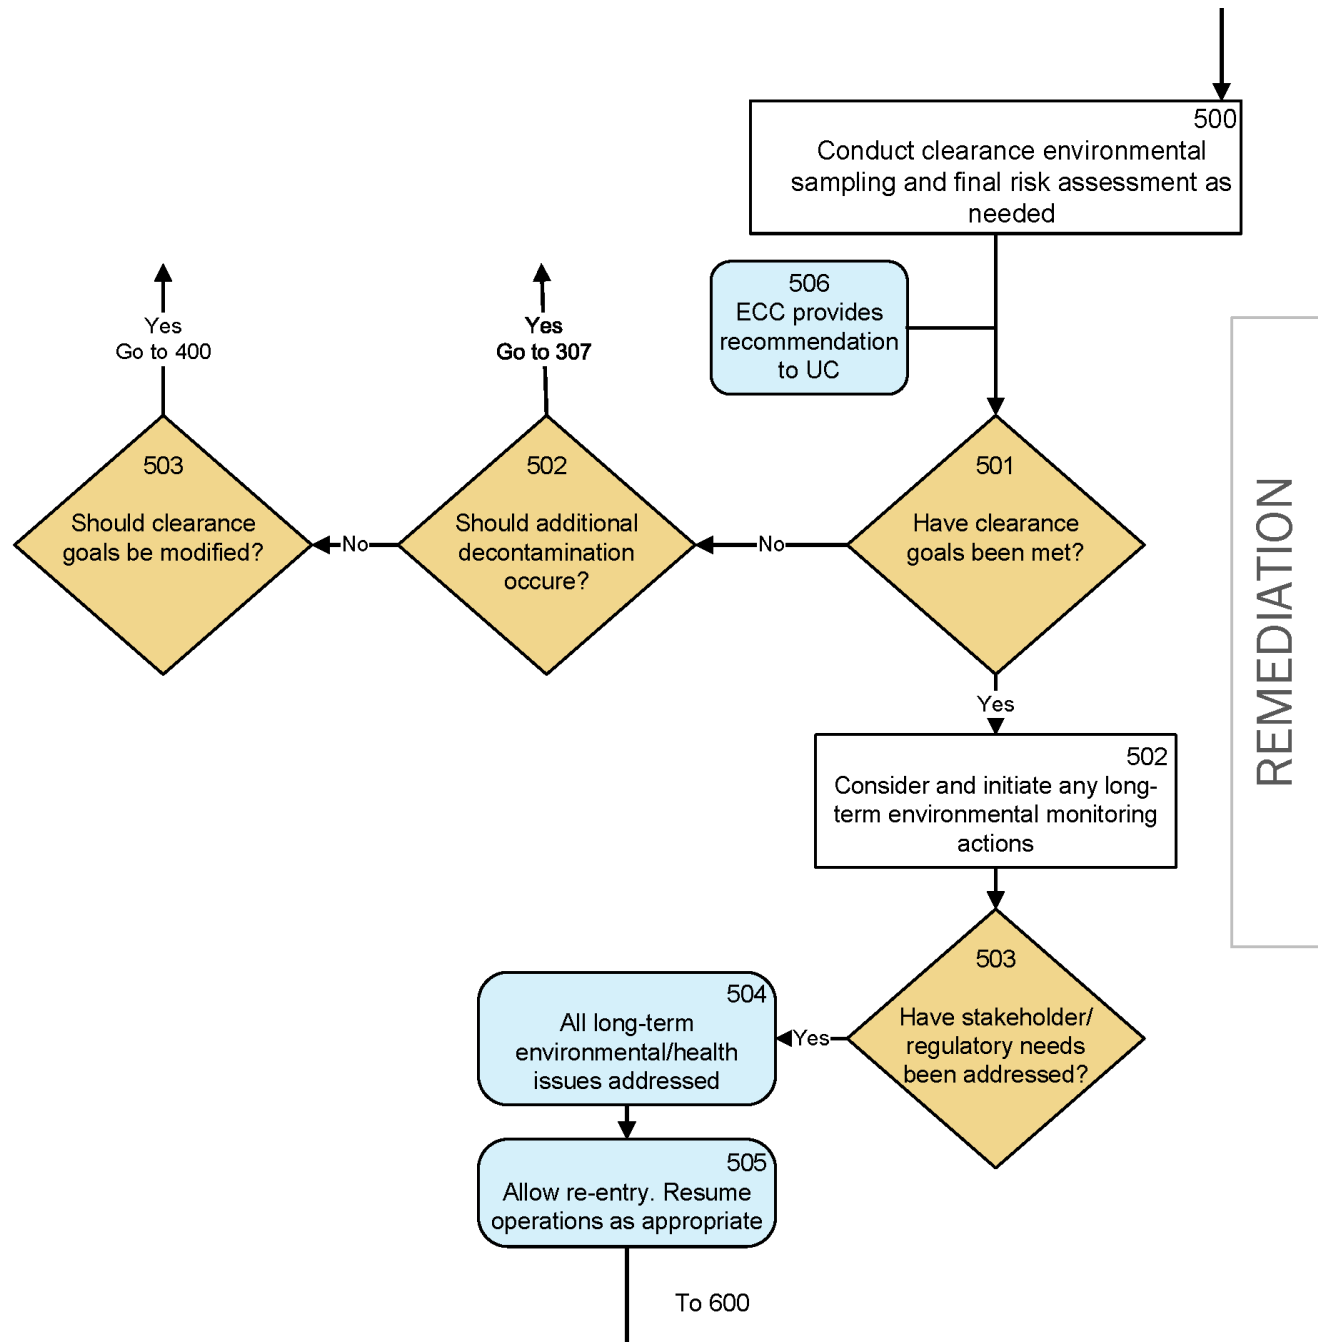 500
Conduct clearance environmental
sampling and final risk assessment as
needed
506
ECC provides
recommendation
to UC
Yes
Go to 400
Yes
Go to 307
503
Should clearance
goals be modified?
No
502
Should additional
decontamination
occure?
No
501
Have clearance
goals been met?
Yes
REMEDIATION
502
Consider and initiate any long-
term environmental monitoring
actions
503
Have stakeholder/
regulatory needs
been addressed?
Yes
504
All long-term
environmental/health
issues addressed
505
Allow re-entry. Resume
operations as appropriate
To 600